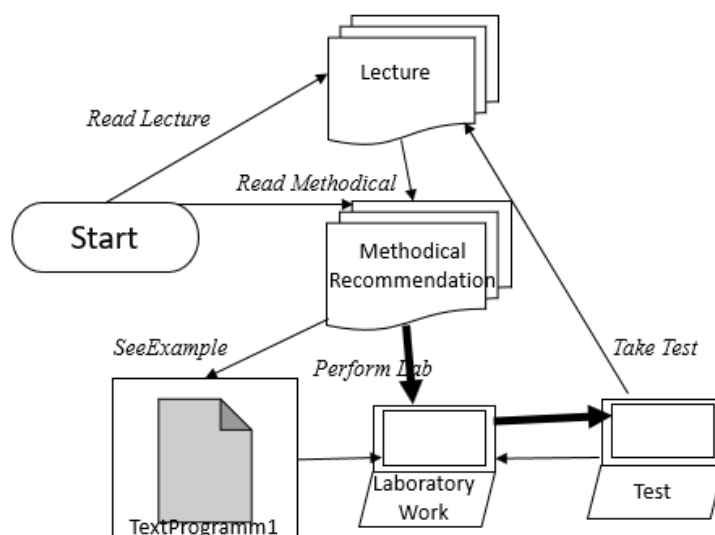 Lecture
Read Lecture
Read Methodical
Start
Methodical
Recommendation
SeeExample
Perform Lab
Take Test
Laboratory
Work
Test
TextProgramm1